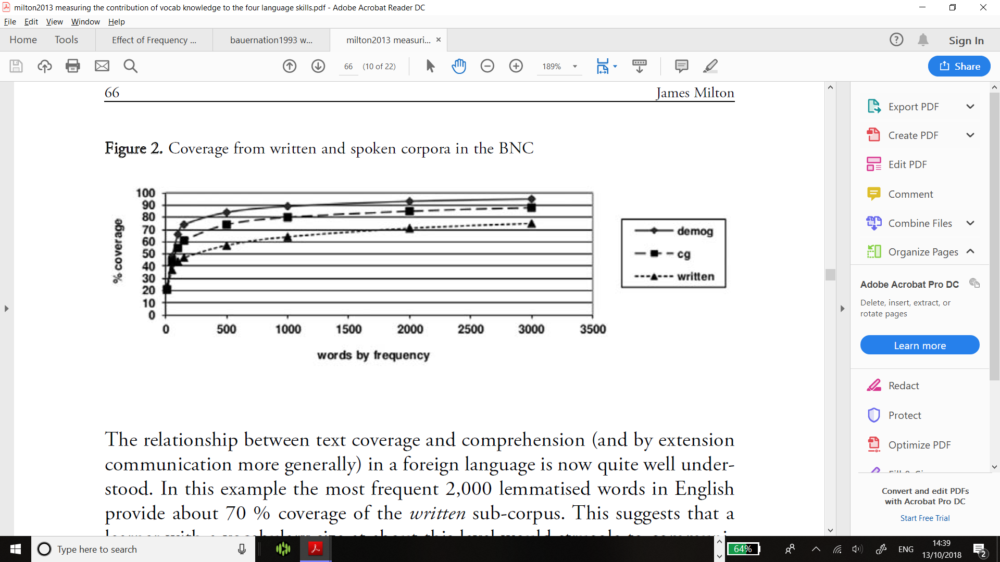 milton2013 measuring the contribution of vocab knowledge to the four language skills.pdf - Adobe Acrobat Reader DC
File Edit View Window Help
Home Tools Effect of Frequency ... bauernation1993 w... milton2013 measuri... ×
Sign In
66 (10 of 22) 189% Share
66 James Milton
Figure 2. Coverage from written and spoken corpora in the BNC
% coverage
100
90
80
70
60
50
40
30
20
10
0
0 500 1000 1500 2000 2500 3000 3500
words by frequency
demog
cg
written
The relationship between text coverage and comprehension (and by extension
communication more generally) in a foreign language is now quite well under-
stood. In this example the most frequent 2,000 lemmatised words in English
provide about 70 % coverage of the written sub-corpus. This suggests that a
Export PDF
Create PDF
Edit PDF
Comment
Combine Files
Organize Pages
Adobe Acrobat Pro DC
Delete, insert, extract, or
rotate pages
Learn more
Redact
Protect
Optimize PDF
Convert and edit PDFs
with Acrobat Pro DC
Start Free Trial
Type here to search
64%
ENG
14:39
13/10/2018
2